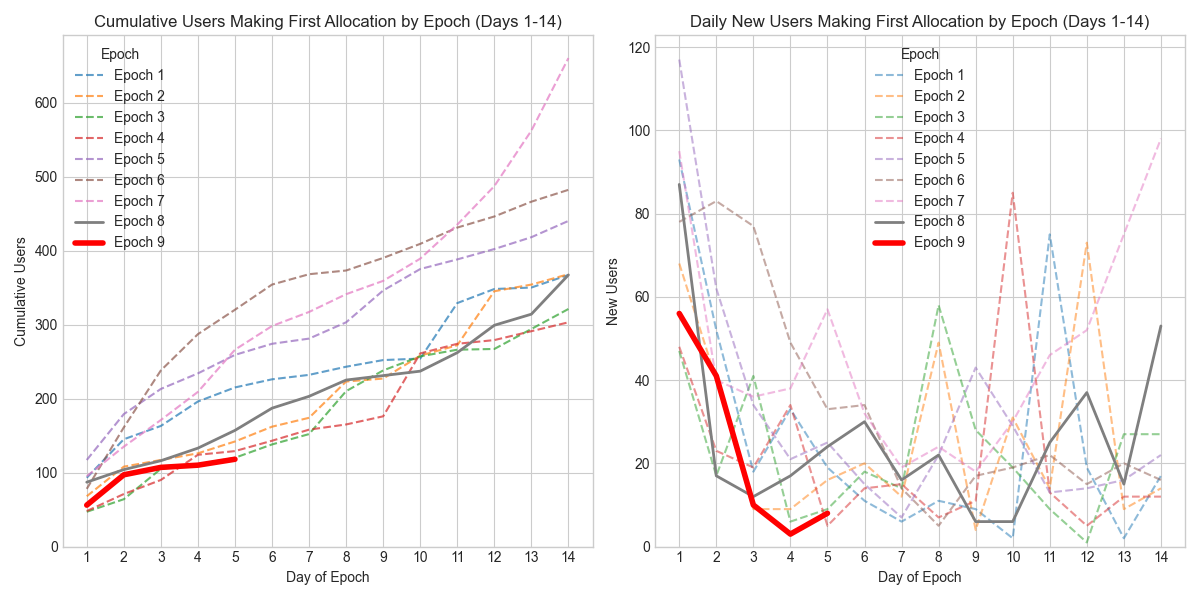 Cumulative Users Making First Allocation by Epoch (Days 1-14)
Epoch
Epoch 1
Epoch 2
Epoch 3
Epoch 4
Epoch 5
Epoch 6
Epoch 7
Epoch 8
Epoch 9
Cumulative Users
600
500
400
300
200
100
0
1 2 3 4 5 6 7 8 9 10 11 12 13 14
Day of Epoch
Daily New Users Making First Allocation by Epoch (Days 1-14)
Epoch
Epoch 1
Epoch 2
Epoch 3
Epoch 4
Epoch 5
Epoch 6
Epoch 7
Epoch 8
Epoch 9
New Users
120
100
80
60
40
20
0
1 2 3 4 5 6 7 8 9 10 11 12 13 14
Day of Epoch